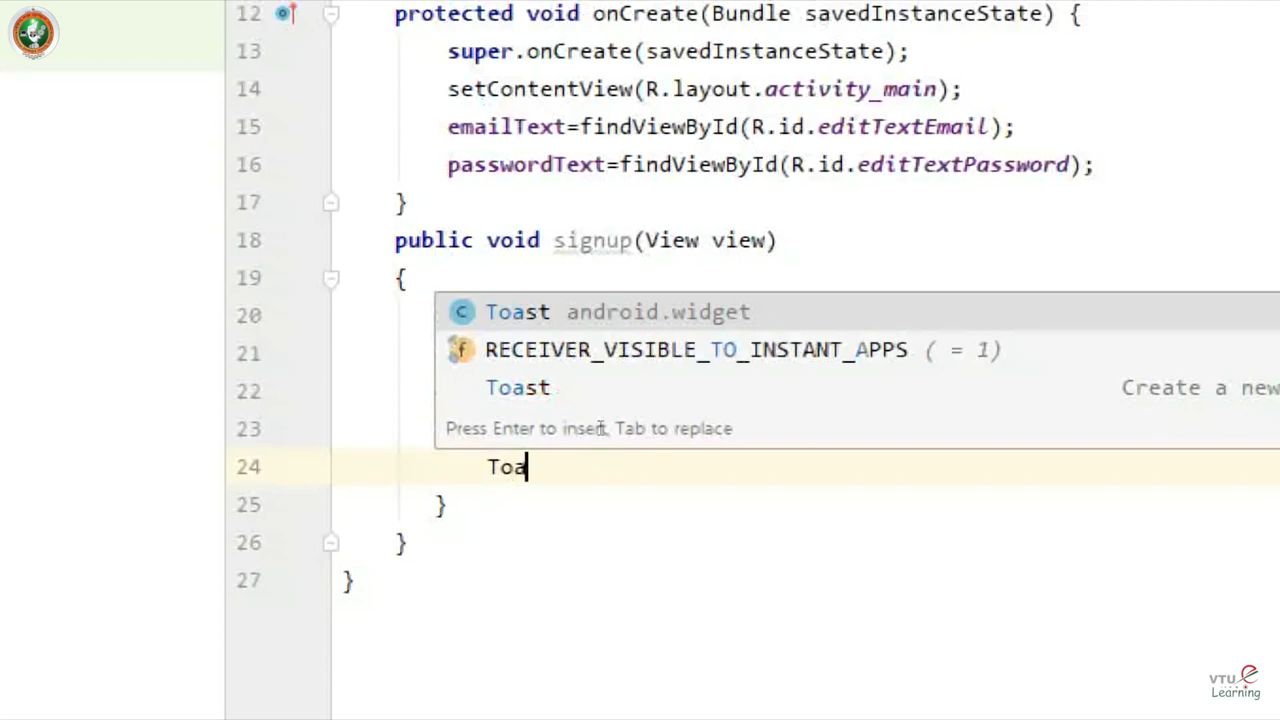 12 protected void onCreate(Bundle savedInstanceState) {
13 super.onCreate(savedInstanceState);
14 setContentView(R.layout.activity_main);
15 emailText=findViewById(R.id.editTextEmail);
16 passwordText=findViewById(R.id.editTextPassword);
17 }
18 public void signup(View view)
19 {
20 Toast android.widget
21 RECEIVER_VISIBLE_TO_INSTANT_APPS ( = 1)
22 Toast Create a new
23 Press Enter to insert, Tab to replace
24 Toa
25 }
26 }
27 }
VTU e
Learning